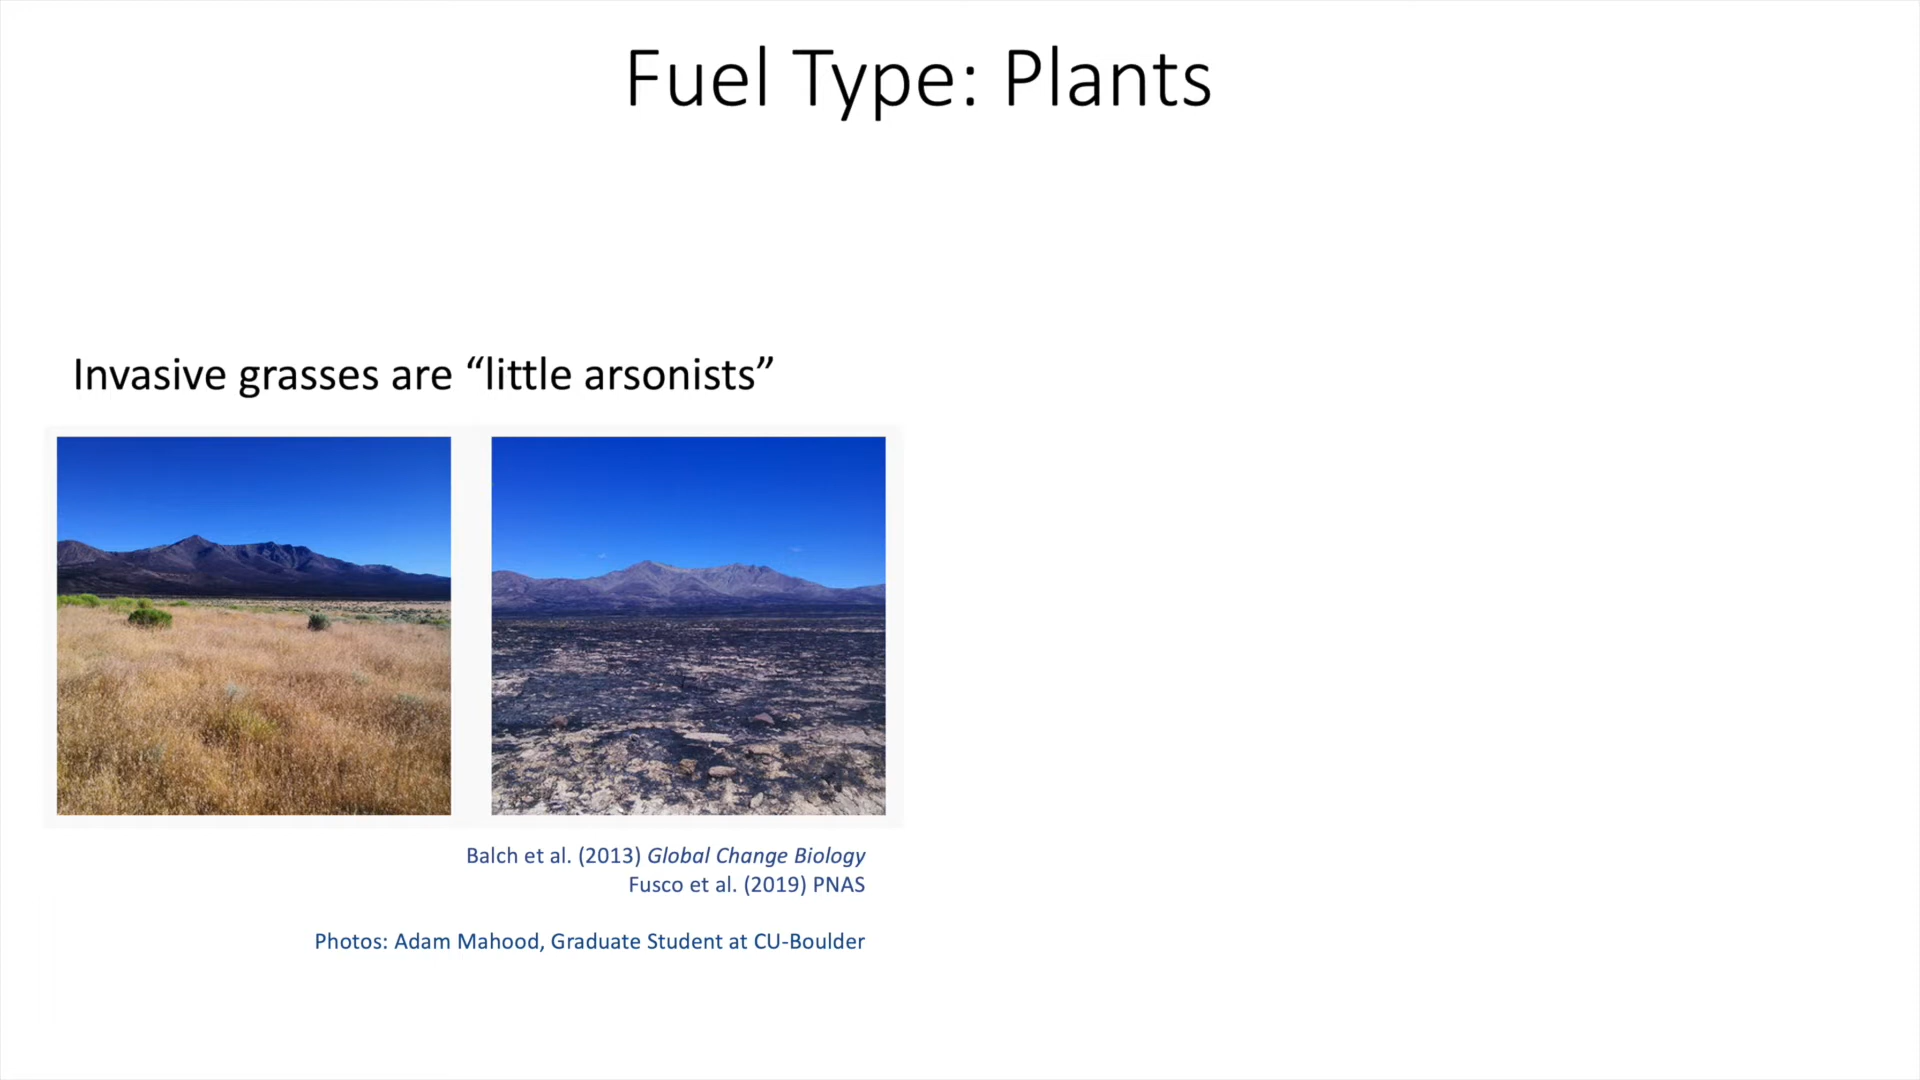 Fuel Type: Plants
Invasive grasses are “little arsonists”
Balch et al. (2013) Global Change Biology
Fusco et al. (2019) PNAS
Photos: Adam Mahood, Graduate Student at CU-Boulder